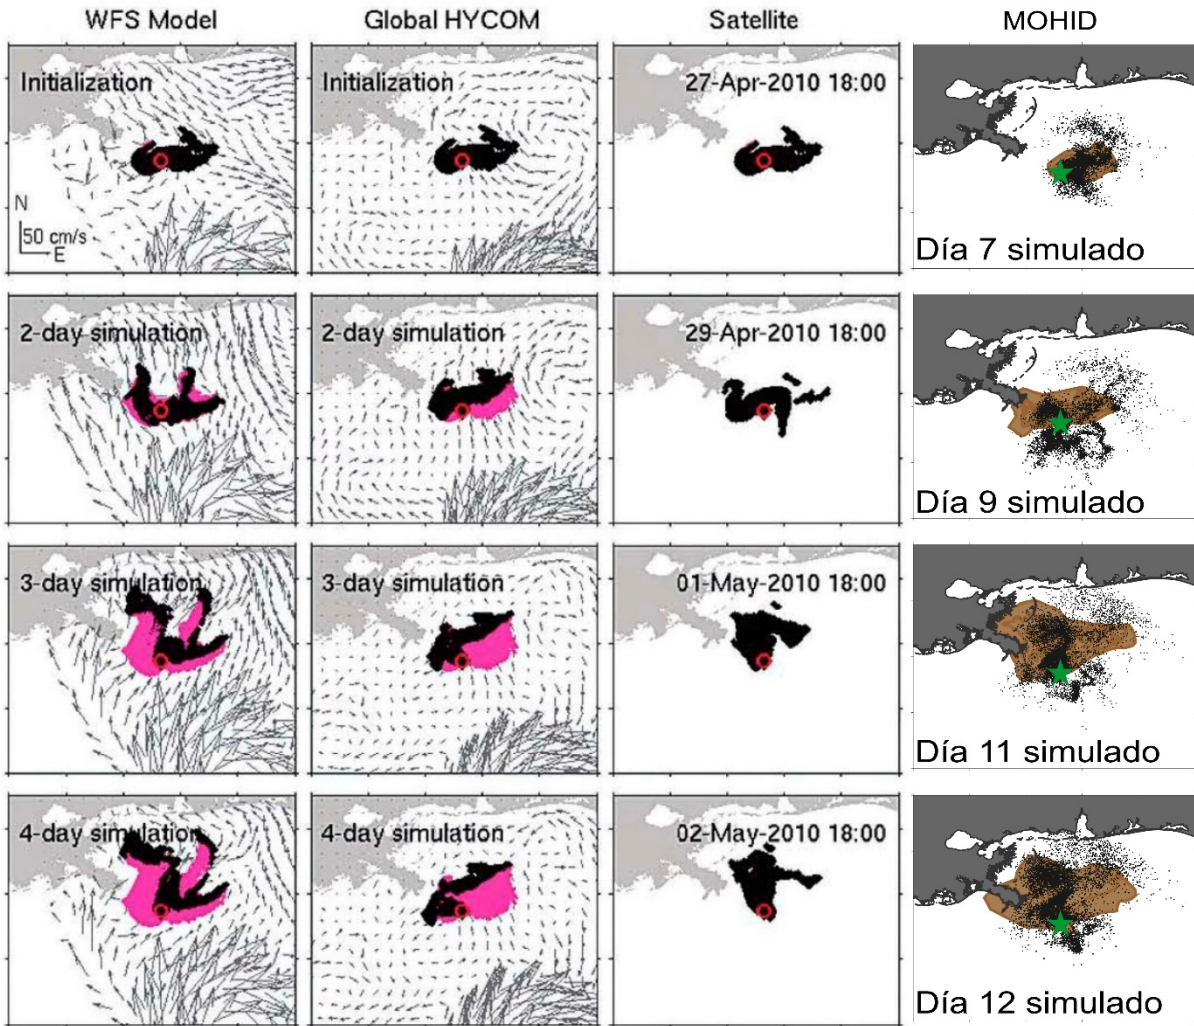 WFS Model
Global HYCOM
Satellite
MOHID
Initialization
Initialization
27-Apr-2010 18:00
N
50 cm/s
E
Día 7 simulado
2-day simulation
2-day simulation
29-Apr-2010 18:00
Día 9 simulado
3-day simulation
3-day simulation
01-May-2010 18:00
Día 11 simulado
4-day simulation
4-day simulation
02-May-2010 18:00
Día 12 simulado